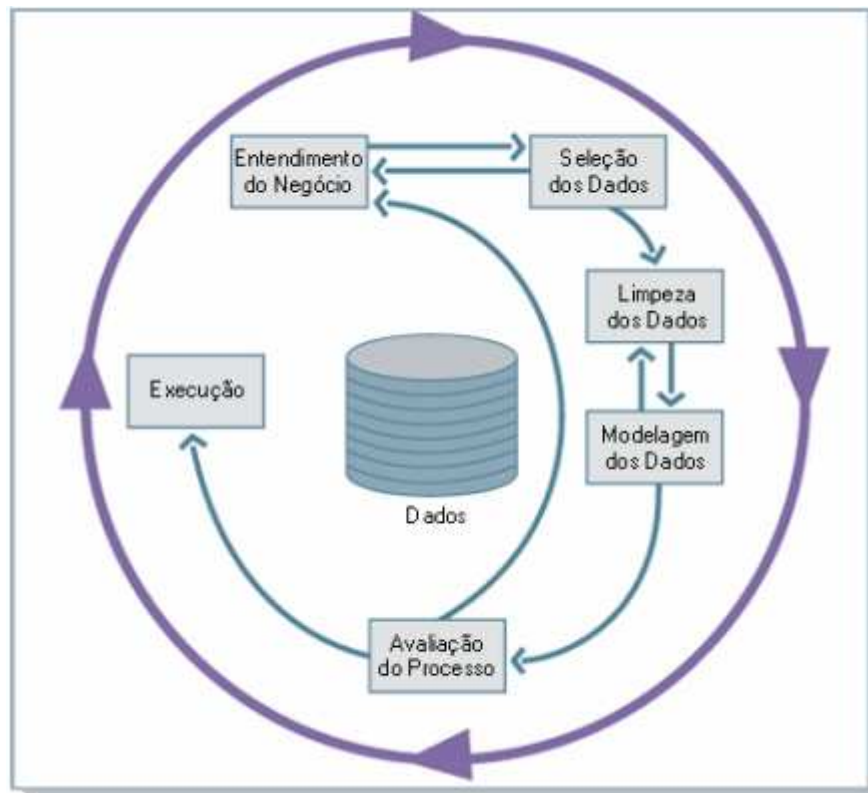 Entendimento
do Negócio
Seleção
dos Dados
Limpeza
dos Dados
Execução
Modelagem
dos Dados
Dados
Avaliação
do Processo